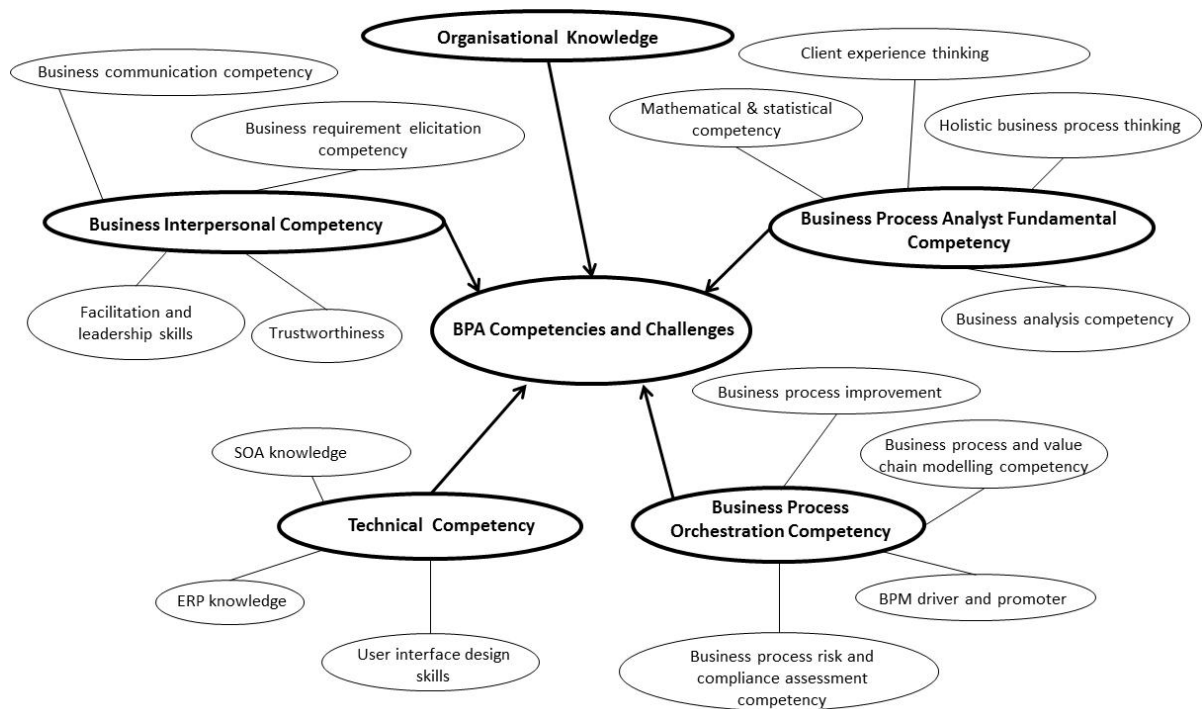 Organisational Knowledge
Client experience thinking
Business communication competency
Mathematical & statistical
competency
Holistic business process thinking
Business requirement elicitation
competency
Business Interpersonal Competency
Business Process Analyst Fundamental
Competency
Facilitation and
leadership skills
Trustworthiness
BPA Competencies and Challenges
Business analysis competency
Business process improvement
SOA knowledge
Business process and value
chain modelling competency
Technical Competency
Business Process
Orchestration Competency
ERP knowledge
BPM driver and promoter
User interface design
skills
Business process risk and
compliance assessment
competency